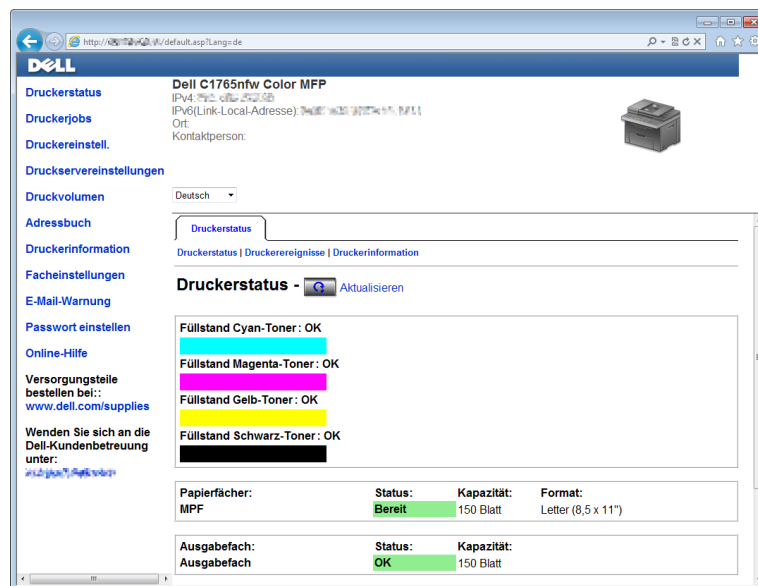 http:// /default.asp?Lang=de
DELL
Druckerstatus
Druckerjobs
Druckereinstell.
Druckservereinstellungen
Druckvolumen
Adressbuch
Druckerinformation
Facheinstellungen
E-Mail-Warnung
Passwort einstellen
Online-Hilfe
Versorgungsteile
bestellen bei::
www.dell.com/supplies
Wenden Sie sich an die
Dell-Kundenbetreuung
unter:
Dell C1765nfw Color MFP
IPv4:
IPv6(Link-Local-Adresse):
Ort:
Kontaktperson:
Deutsch
Druckerstatus
Druckerstatus | Druckerereignisse | Druckerinformation
Druckerstatus - Aktualisieren
Füllstand Cyan-Toner: OK
Füllstand Magenta-Toner: OK
Füllstand Gelb-Toner: OK
Füllstand Schwarz-Toner: OK
Papierfächer: Status: Kapazität: Format:
MPF Bereit 150 Blatt Letter (8,5 x 11")
Ausgabefach: Status: Kapazität:
Ausgabefach OK 150 Blatt